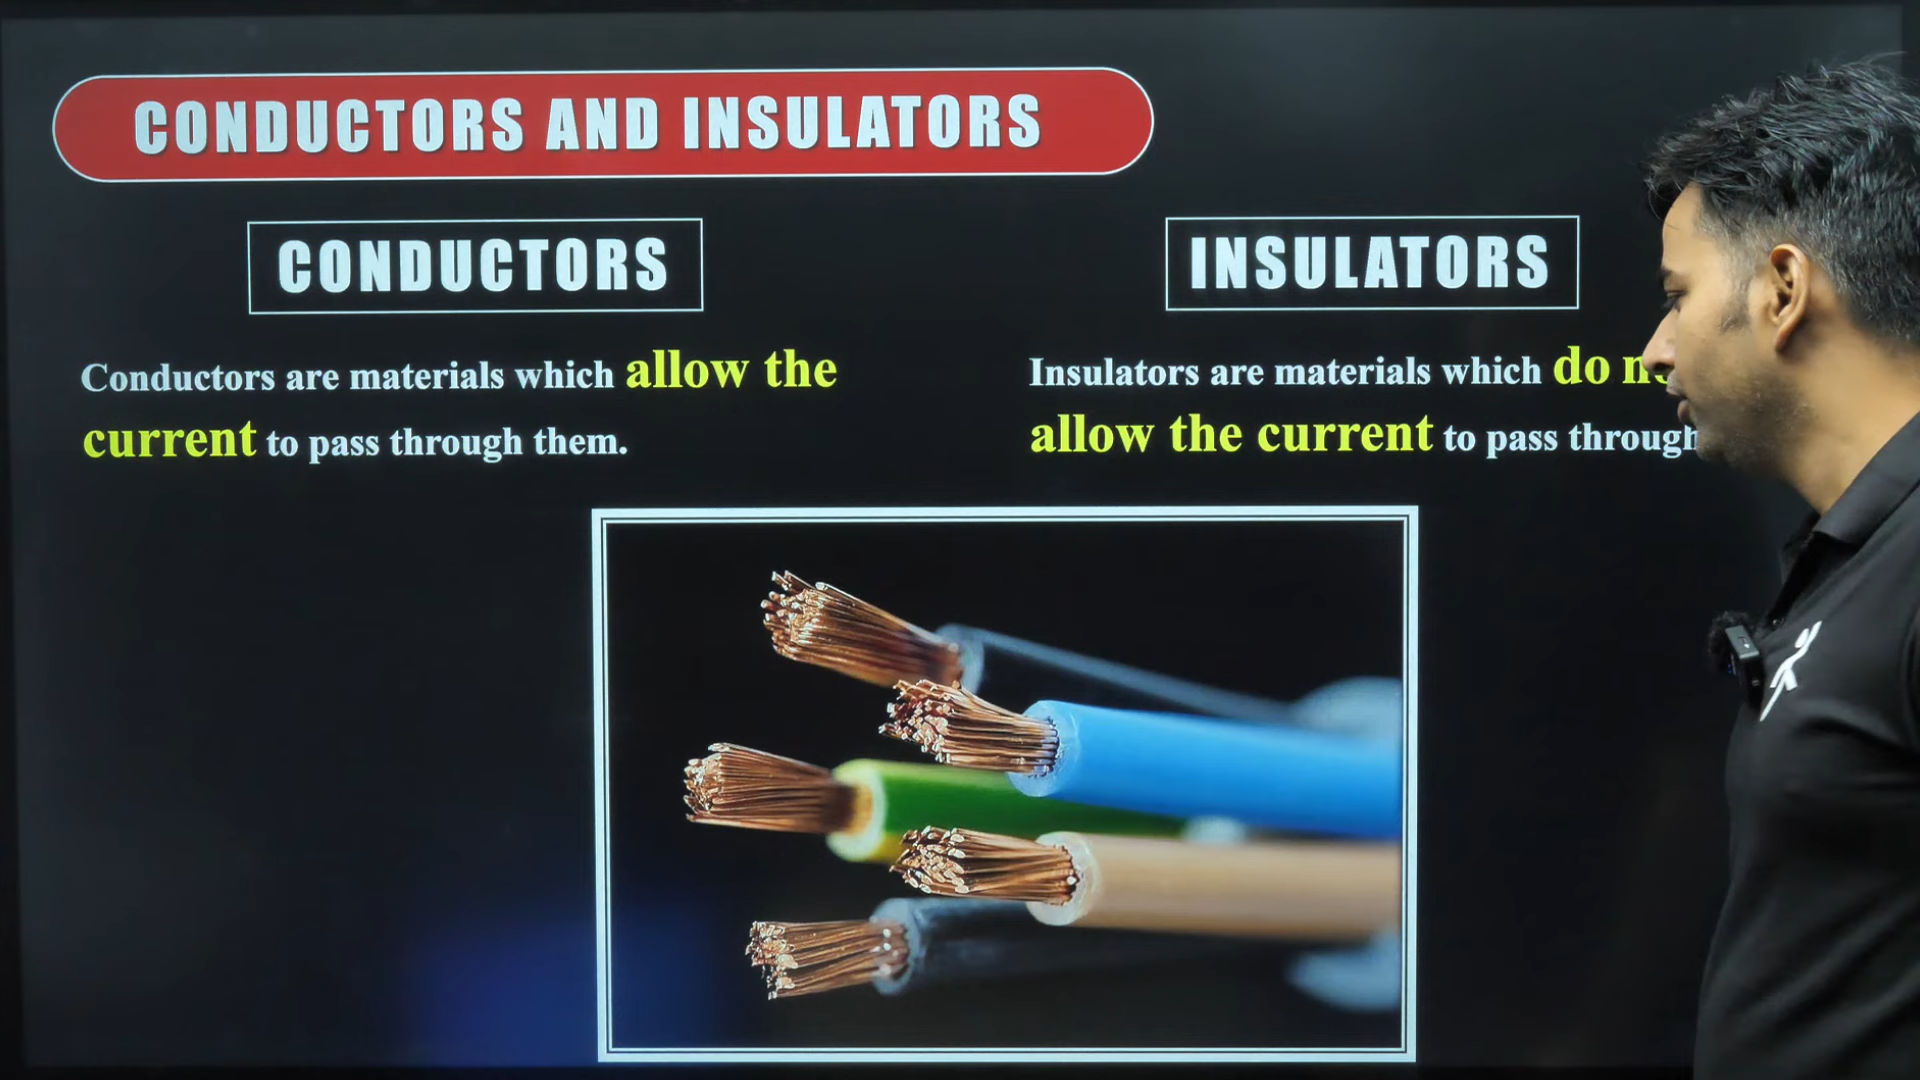 CONDUCTORS AND INSULATORS
CONDUCTORS
Conductors are materials which allow the
current to pass through them.
INSULATORS
Insulators are materials which do
allow the current to pass through